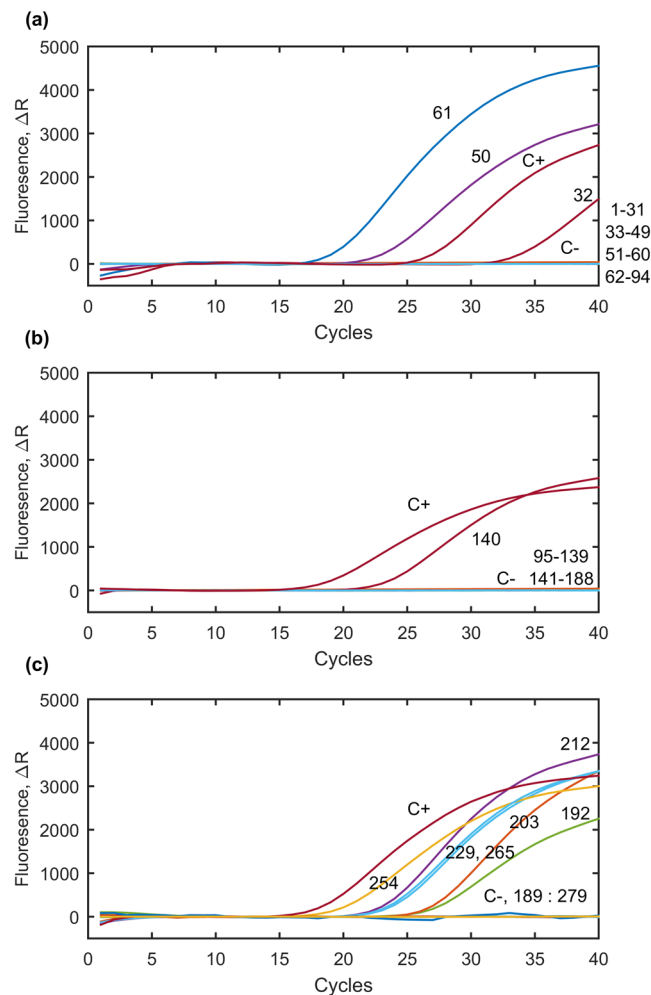 (a)
5000
4000
3000
2000
1000
0
Fluoresence, ΔR
61
50
C+
32
C-
1-31
33-49
51-60
62-94
0 5 10 15 20 25 30 35 40
Cycles
(b)
5000
4000
3000
2000
1000
0
Fluoresence, ΔR
C+
140
95-139
C- 141-188
0 5 10 15 20 25 30 35 40
Cycles
(c)
5000
4000
3000
2000
1000
0
Fluoresence, ΔR
212
C+
192
203
229, 265
254
C-, 189 : 279
0 5 10 15 20 25 30 35 40
Cycles